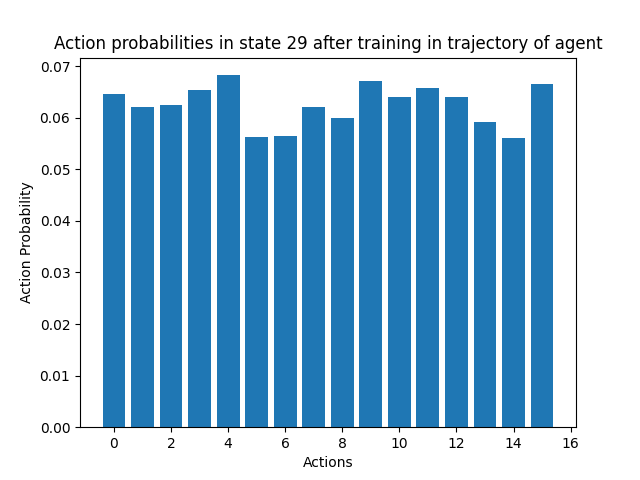 Action probabilities in state 29 after training in trajectory of agent
0.07
0.06
0.05
0.04
0.03
0.02
0.01
0.00
Action Probability
0 2 4 6 8 10 12 14 16
Actions